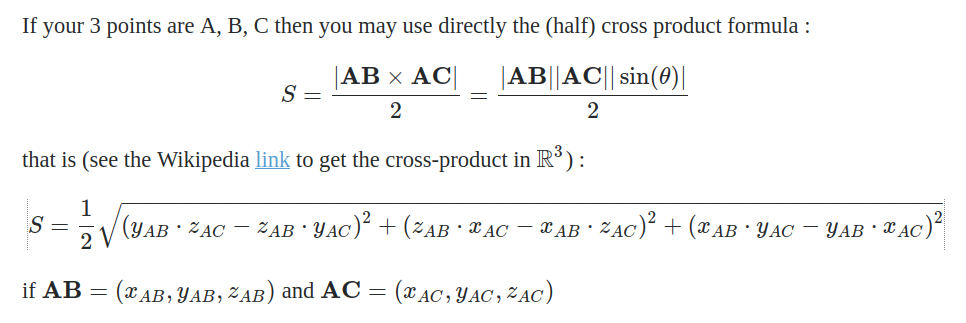 If your 3 points are A, B, C then you may use directly the (half) cross product formula :
S = |AB × AC| / 2 = |AB||AC|| sin(θ)| / 2
that is (see the Wikipedia link to get the cross-product in ℝ³) :
S = 1/2 √((y_AB · z_AC − z_AB · y_AC)² + (z_AB · x_AC − x_AB · z_AC)² + (x_AB · y_AC − y_AB · x_AC)²)
if AB = (x_AB, y_AB, z_AB) and AC = (x_AC, y_AC, z_AC)